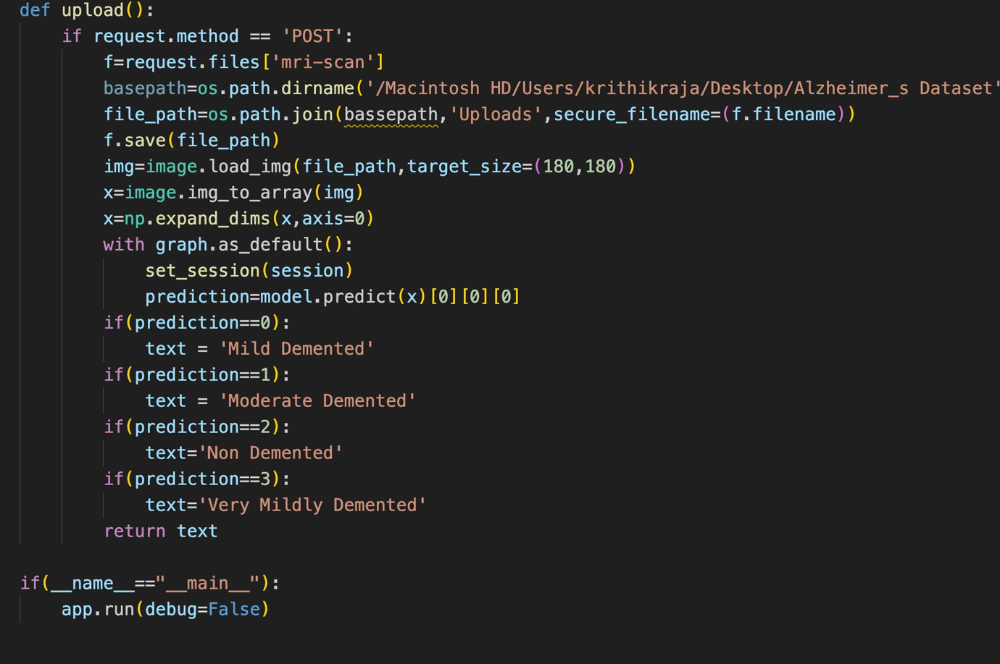 def upload():
    if request.method == 'POST':
        f=request.files['mri-scan']
        basepath=os.path.dirname('/Macintosh HD/Users/krithikraja/Desktop/Alzheimer_s Dataset'
        file_path=os.path.join(bassepath,'Uploads',secure_filename=(f.filename))
        f.save(file_path)
        img=image.load_img(file_path,target_size=(180,180))
        x=image.img_to_array(img)
        x=np.expand_dims(x,axis=0)
        with graph.as_default():
            set_session(session)
            prediction=model.predict(x)[0][0][0]
        if(prediction==0):
            text = 'Mild Demented'
        if(prediction==1):
            text = 'Moderate Demented'
        if(prediction==2):
            text='Non Demented'
        if(prediction==3):
            text='Very Mildly Demented'
        return text

if(__name__=="__main__"):
    app.run(debug=False)